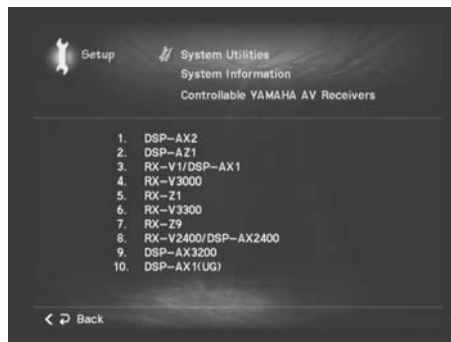 Setup
System Utilities
System Information
Controllable YAMAHA AV Receivers
1. DSP-AX2
2. DSP-AZ1
3. RX-V1/DSP-AX1
4. RX-V3000
5. RX-Z1
6. RX-V3300
7. RX-Z9
8. RX-V2400/DSP-AX2400
9. DSP-AX3200
10. DSP-AX1(UG)
Back